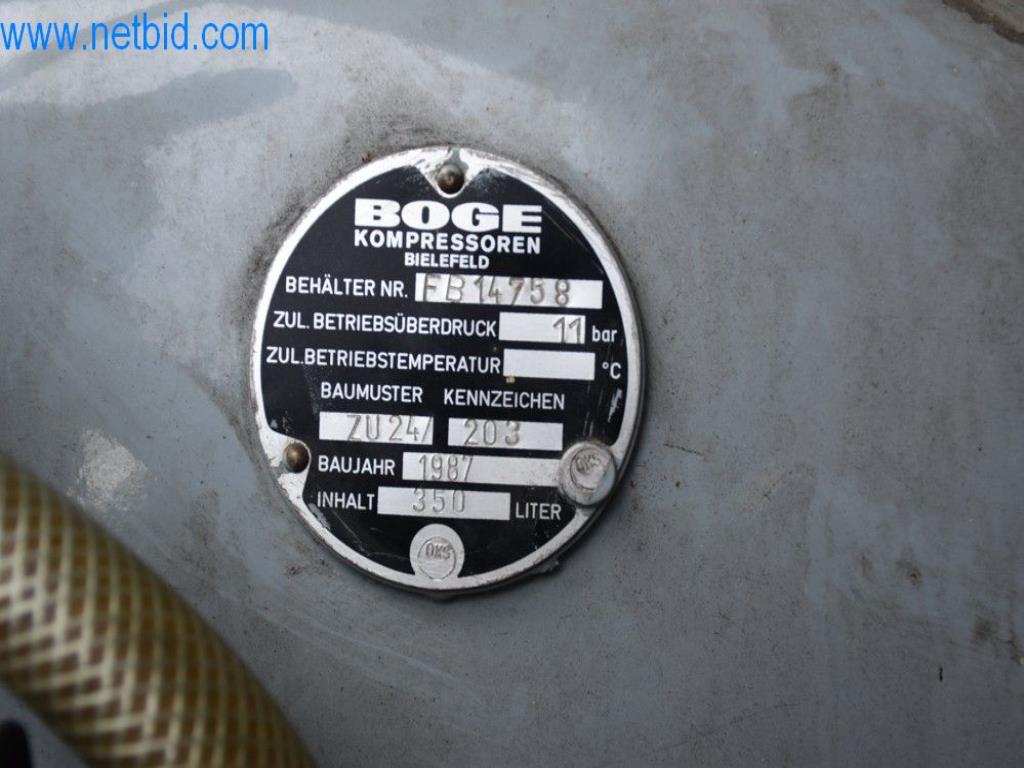 www.netbid.com
BOGE
KOMPRESSOREN
BIELEFELD
BEHÄLTER NR. FB14758
ZUL. BETRIEBSÜBERDRUCK 11 bar
ZUL. BETRIEBSTEMPERATUR °C
BAUMUSTER KENNZEICHEN
ZU24/ 203
BAUJAHR 1987
INHALT 350 LITER